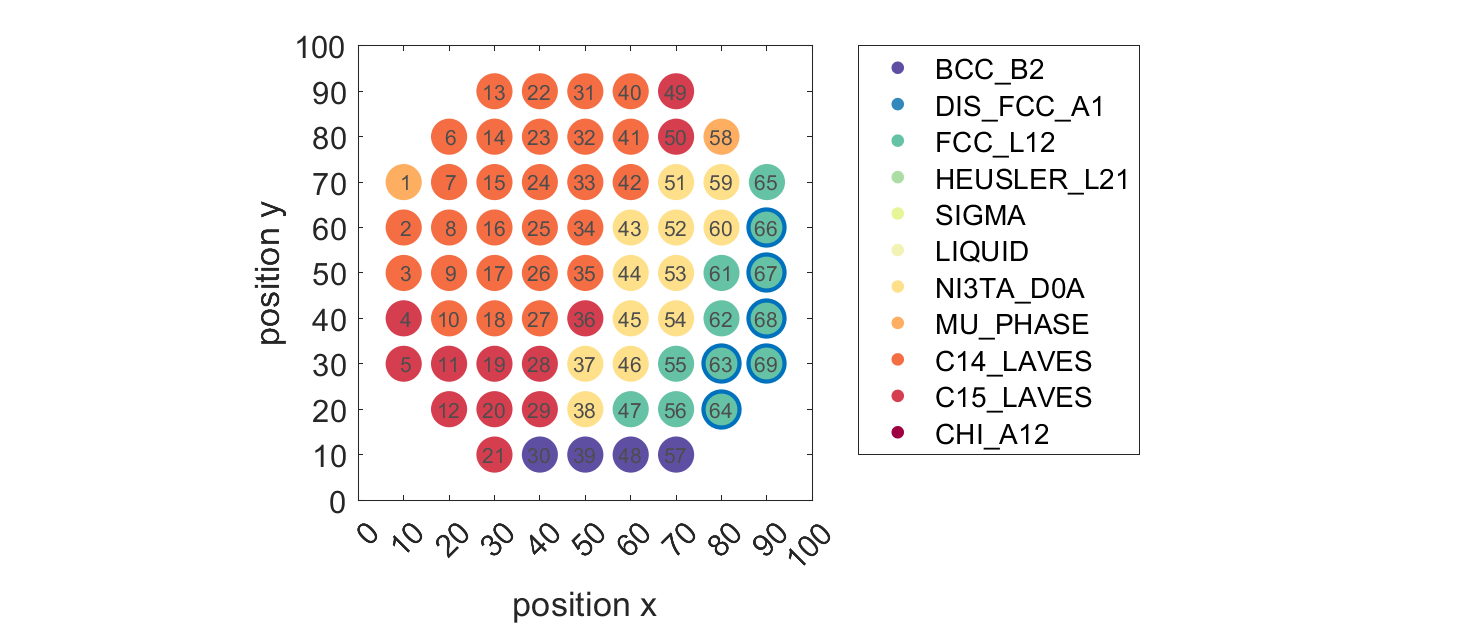 100
90
80
70
60
50
40
30
20
10
0
position y
13 22 31 40 49
6 14 23 32 41 50 58
1 7 15 24 33 42 51 59 65
2 8 16 25 34 43 52 60 66
3 9 17 26 35 44 53 61 67
4 10 18 27 36 45 54 62 68
5 11 19 28 37 46 55 63 69
12 20 29 38 47 56 64
21 30 39 48 57
0 10 20 30 40 50 60 70 80 90 100
position x
BCC_B2
DIS_FCC_A1
FCC_L12
HEUSLER_L21
SIGMA
LIQUID
NI3TA_D0A
MU_PHASE
C14_LAVES
C15_LAVES
CHI_A12